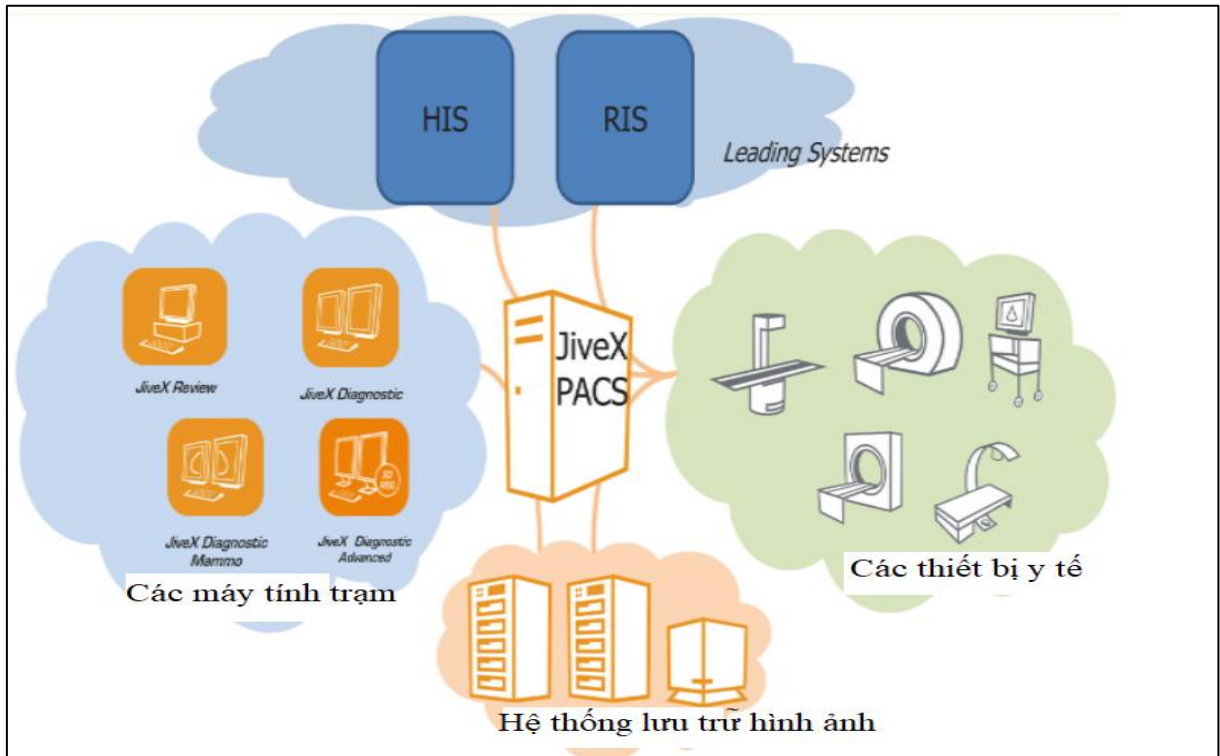 HIS
RIS
Leading Systems
JiveX
PACS
JiveX Review
JiveX Diagnostic
JiveX Diagnostic
Mammo
JiveX Diagnostic
Advanced
3D
Các máy tính trạm
Các thiết bị y tế
Hệ thống lưu trữ hình ảnh